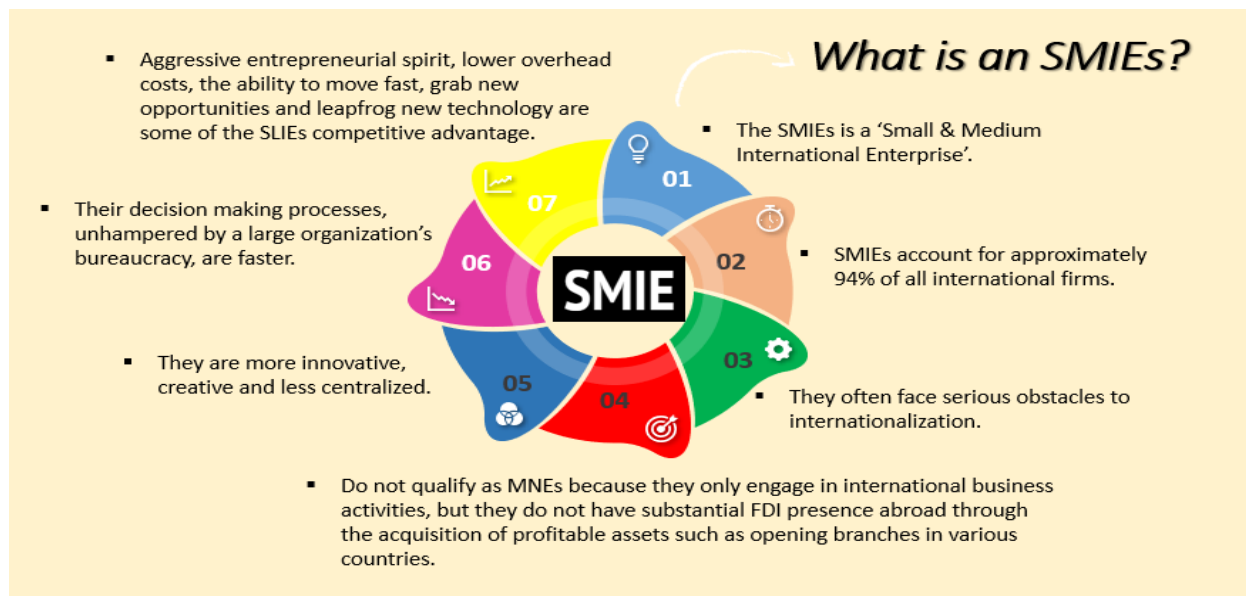 What is an SMIEs?
▪ The SMIEs is a ‘Small & Medium
International Enterprise’.
▪ SMIEs account for approximately
94% of all international firms.
▪ They often face serious obstacles to
internationalization.
▪ Do not qualify as MNEs because they only engage in international business
activities, but they do not have substantial FDI presence abroad through
the acquisition of profitable assets such as opening branches in various
countries.
▪ They are more innovative,
creative and less centralized.
▪ Their decision making processes,
unhampered by a large organization’s
bureaucracy, are faster.
▪ Aggressive entrepreneurial spirit, lower overhead
costs, the ability to move fast, grab new
opportunities and leapfrog new technology are
some of the SLIEs competitive advantage.
01
02
03
04
05
06
07
SMIE